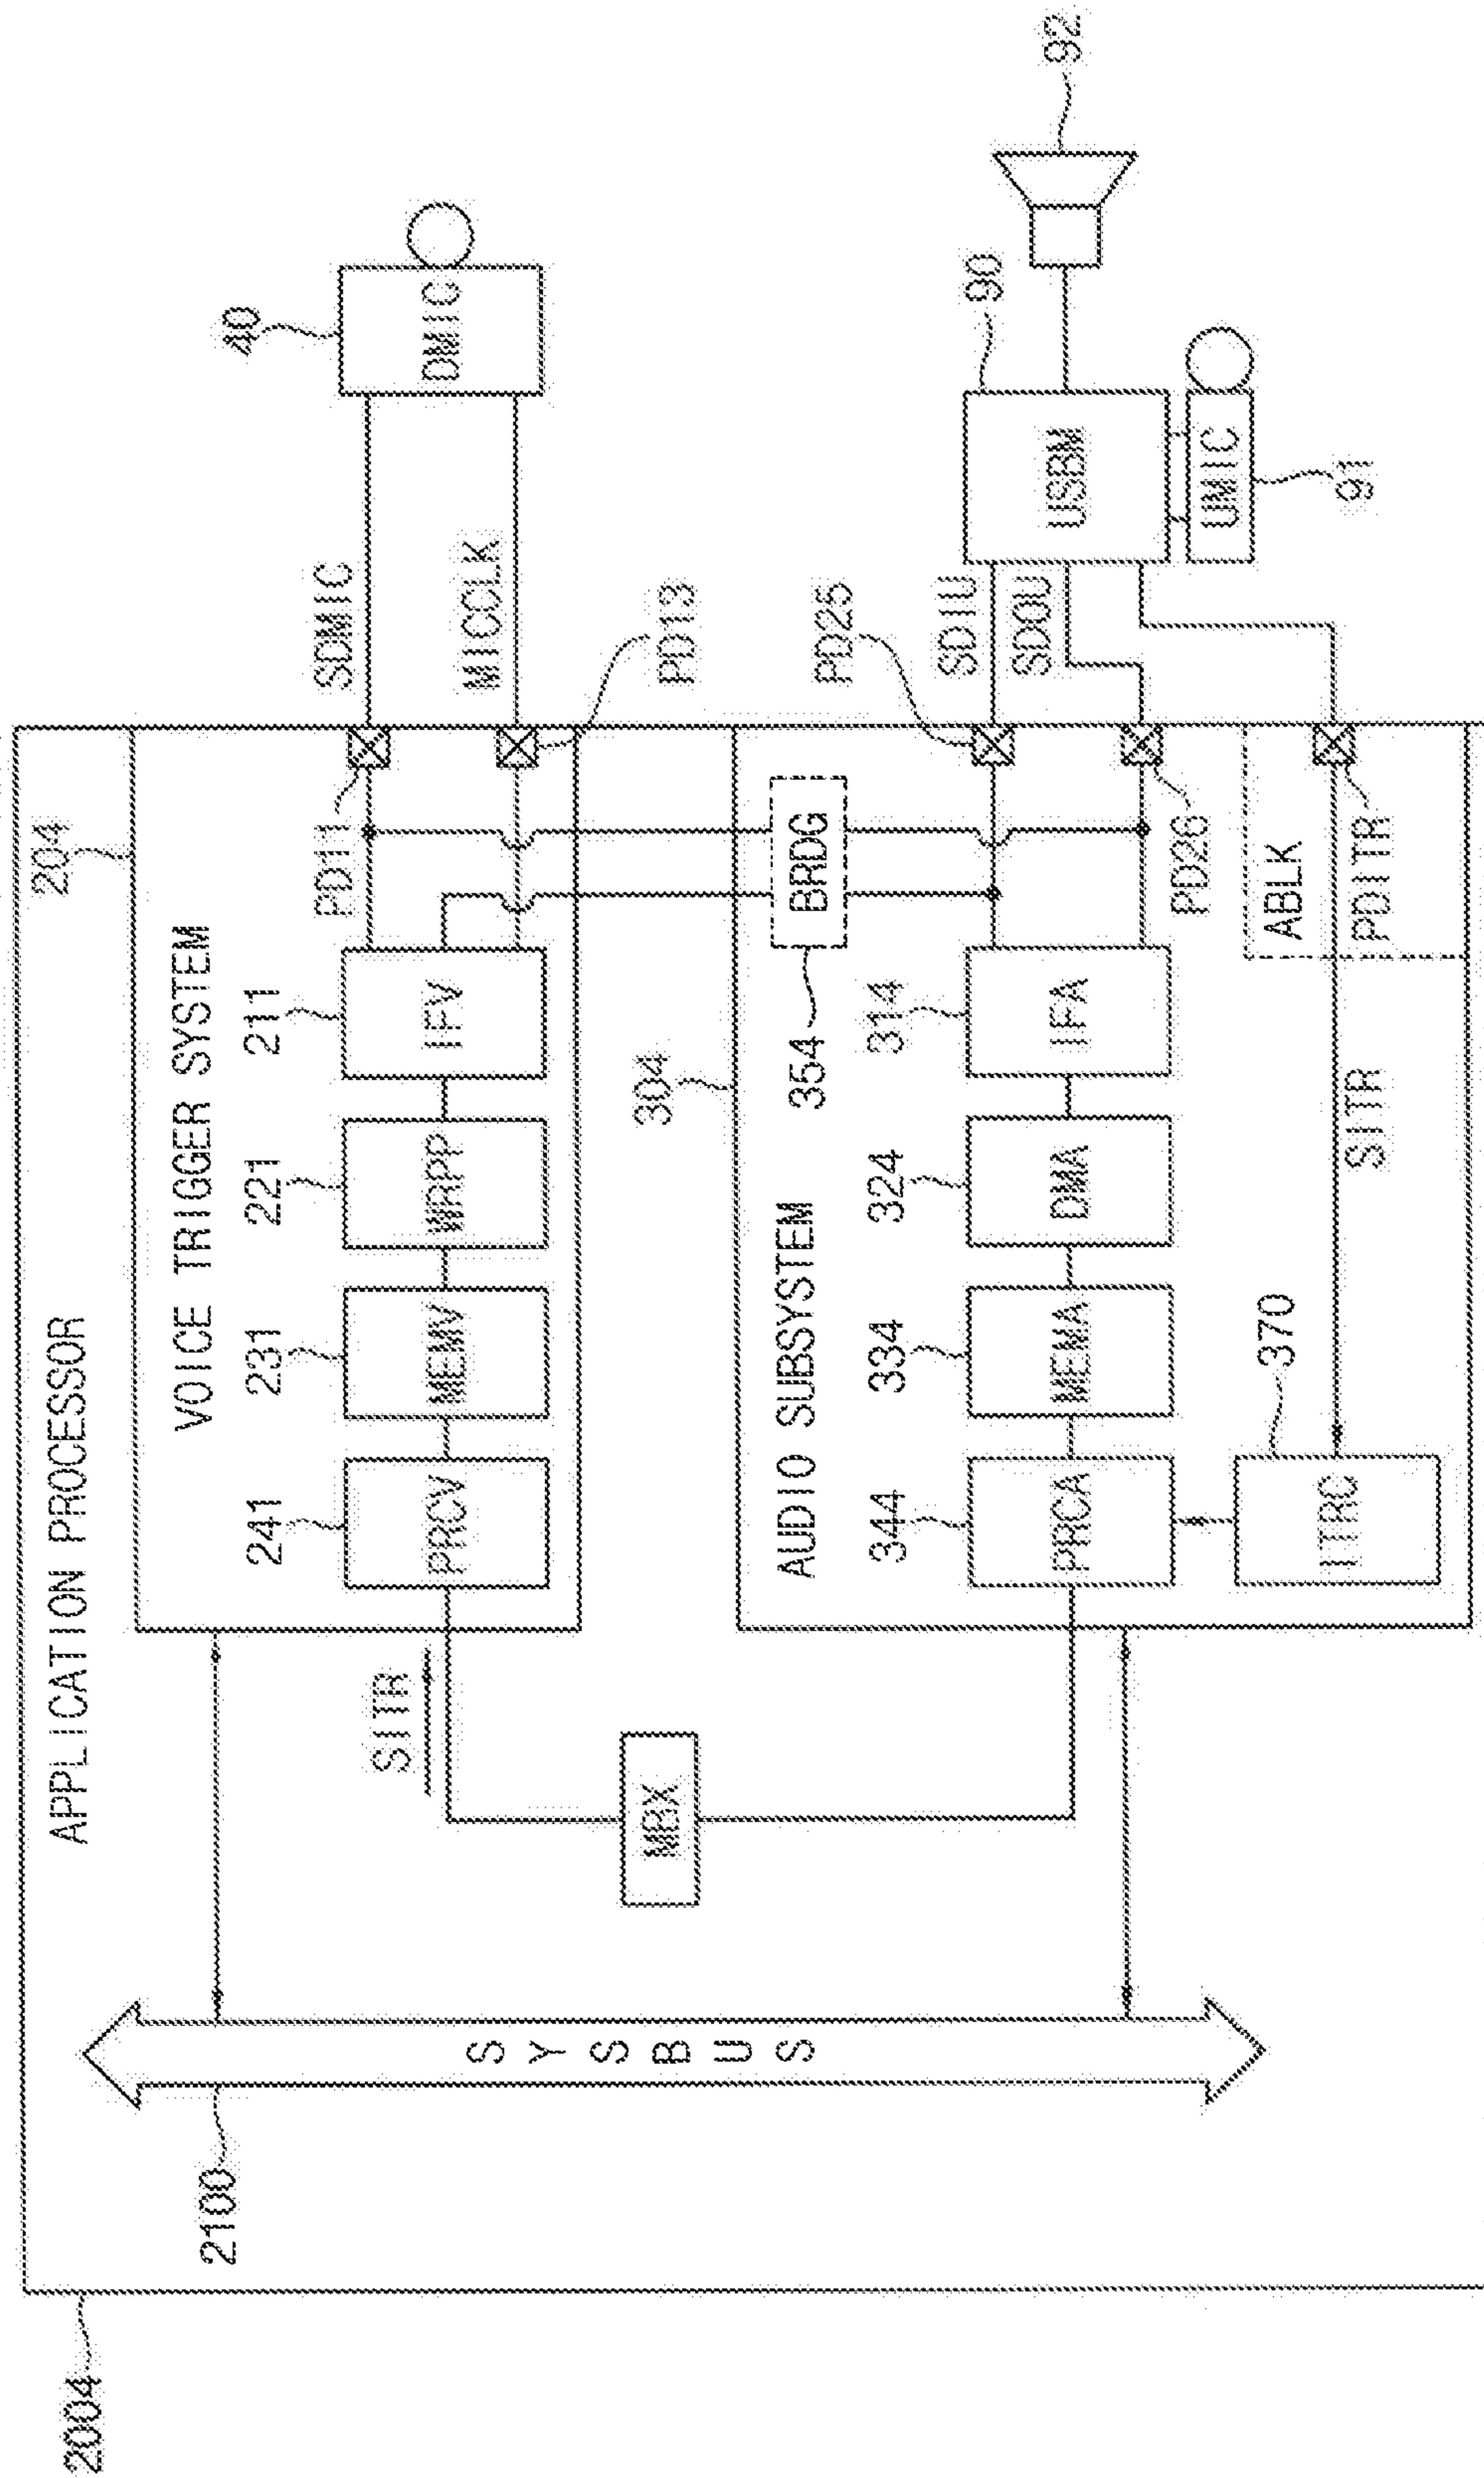 2004
APPLICATION PROCESSOR
2100
SYSBUS
204
VOICE TRIGGER SYSTEM
241
231
221
211
PRCV
MEMV
WRPP
IFV
PD11
SDMIC
40
DMIC
MICCLK
PD13
SITR
MBX
304
354
BRDG
AUDIO SUBSYSTEM
344
334
324
314
PRCA
MEMA
DMA
IFA
PD25
SDIU
SDOU
90
USBM
92
PD26
UMIC
91
370
ITRC
SITR
ABLK
PDITR